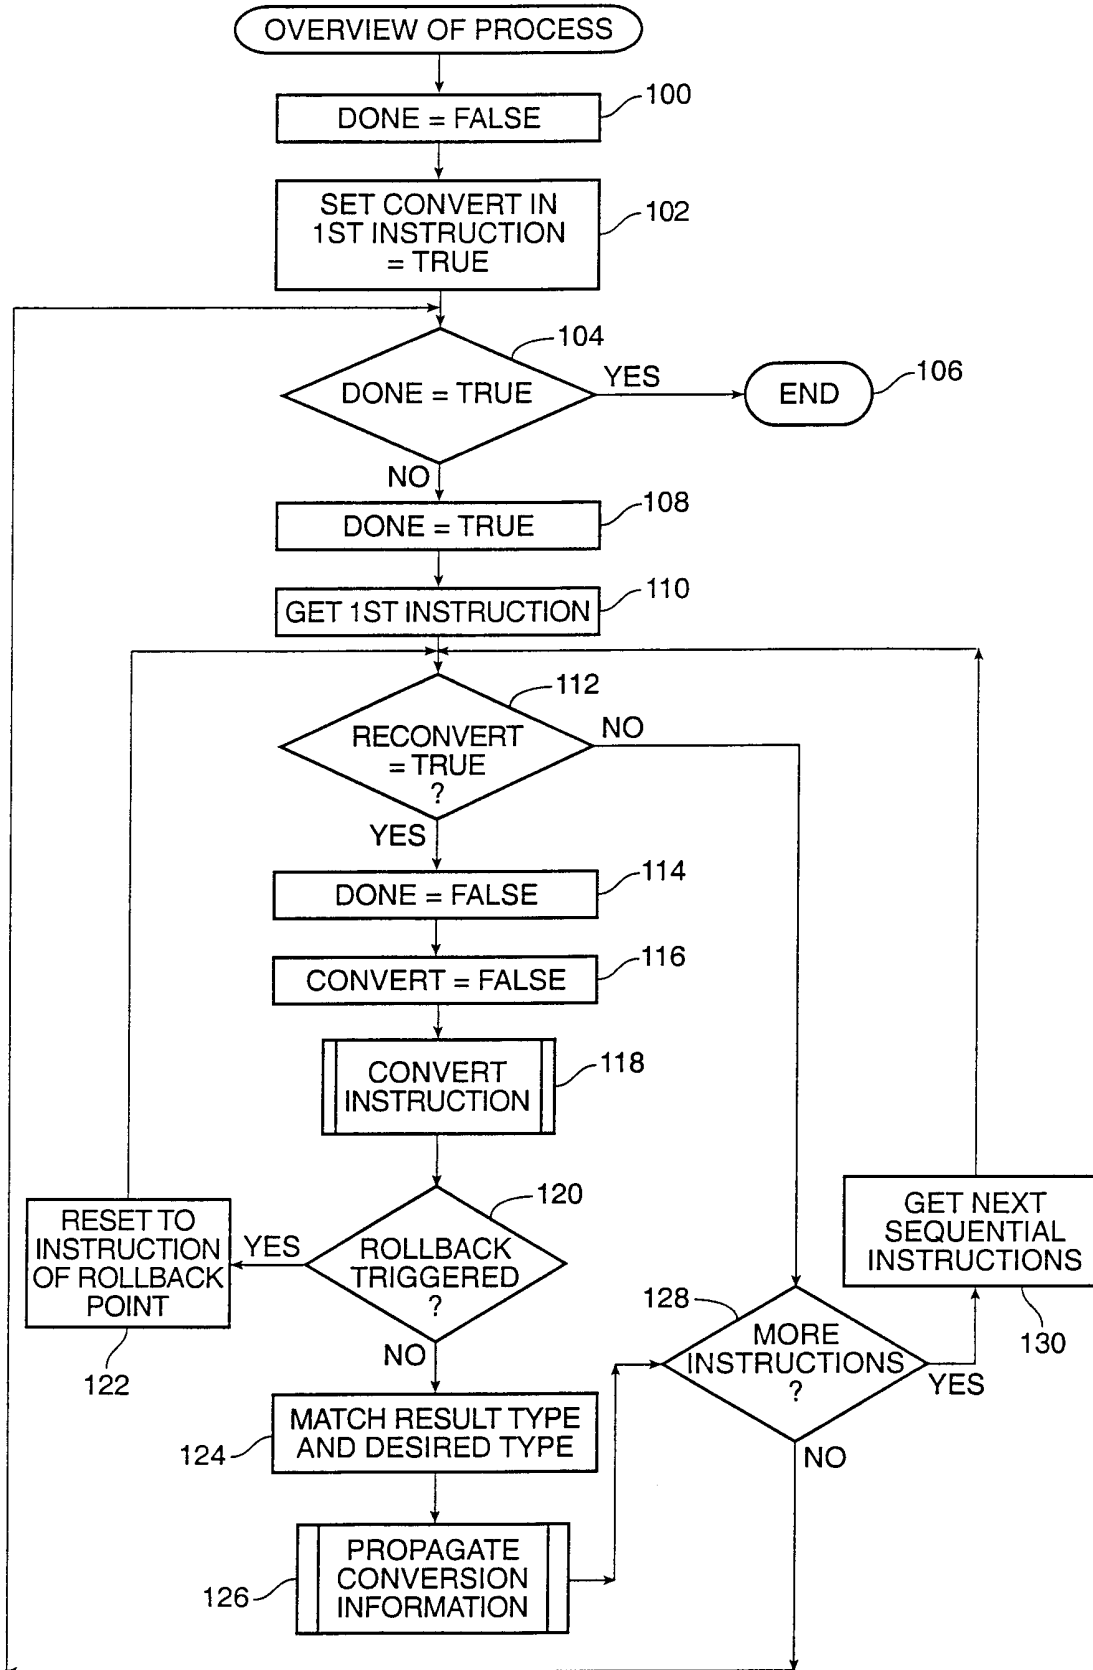 OVERVIEW OF PROCESS
DONE = FALSE
100
SET CONVERT IN
1ST INSTRUCTION
= TRUE
102
104
DONE = TRUE
YES
END
106
NO
DONE = TRUE
108
GET 1ST INSTRUCTION
110
112
RECONVERT
= TRUE
?
NO
YES
DONE = FALSE
114
CONVERT = FALSE
116
CONVERT
INSTRUCTION
118
120
ROLLBACK
TRIGGERED
?
YES
RESET TO
INSTRUCTION
OF ROLLBACK
POINT
122
NO
MATCH RESULT TYPE
AND DESIRED TYPE
124
PROPAGATE
CONVERSION
INFORMATION
126
128
MORE
INSTRUCTIONS
?
YES
GET NEXT
SEQUENTIAL
INSTRUCTIONS
130
NO